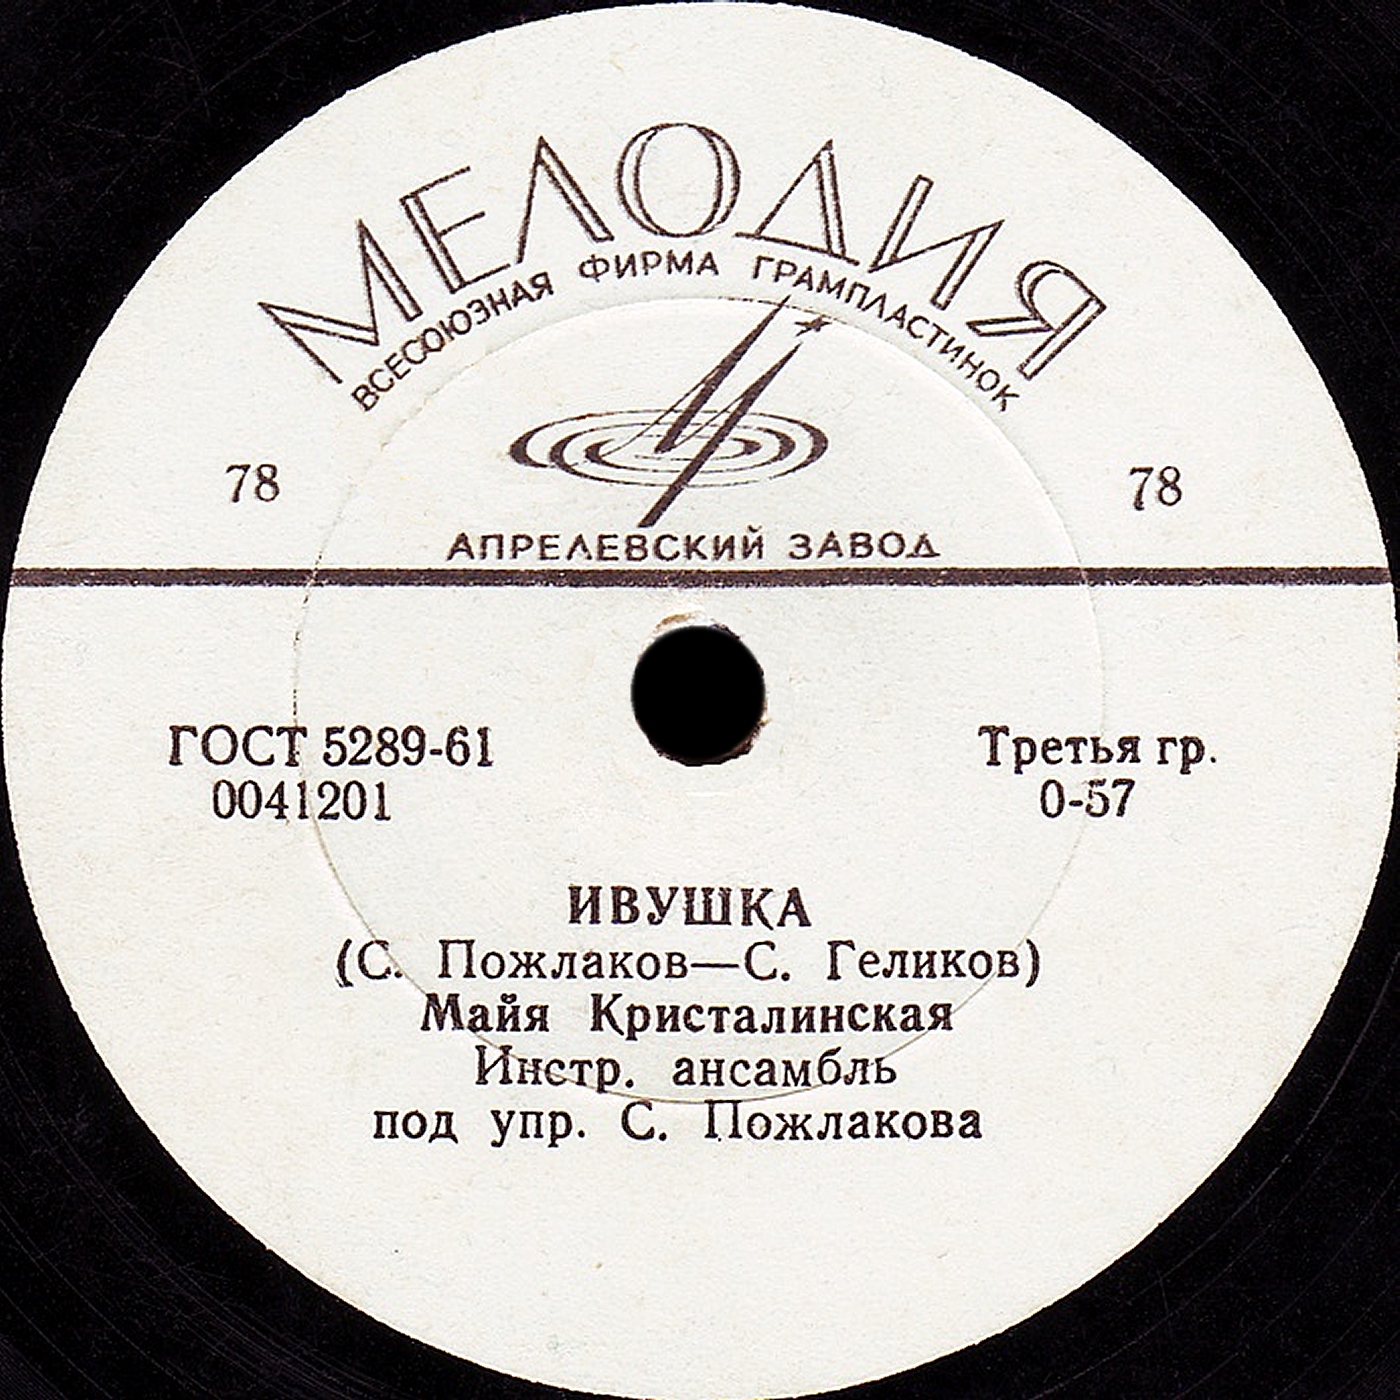 МЕЛОДИЯ
ВСЕСОЮЗНАЯ ФИРМА ГРАМПЛАСТИНОК
78 78
АПРЕЛЕВСКИЙ ЗАВОД
ГОСТ 5289-61 Третья гр.
0041201 0-57
ИВУШКА
(С. Пожлаков—С. Геликов)
Майя Кристалинская
Инстр. ансамбль
под упр. С. Пожлакова